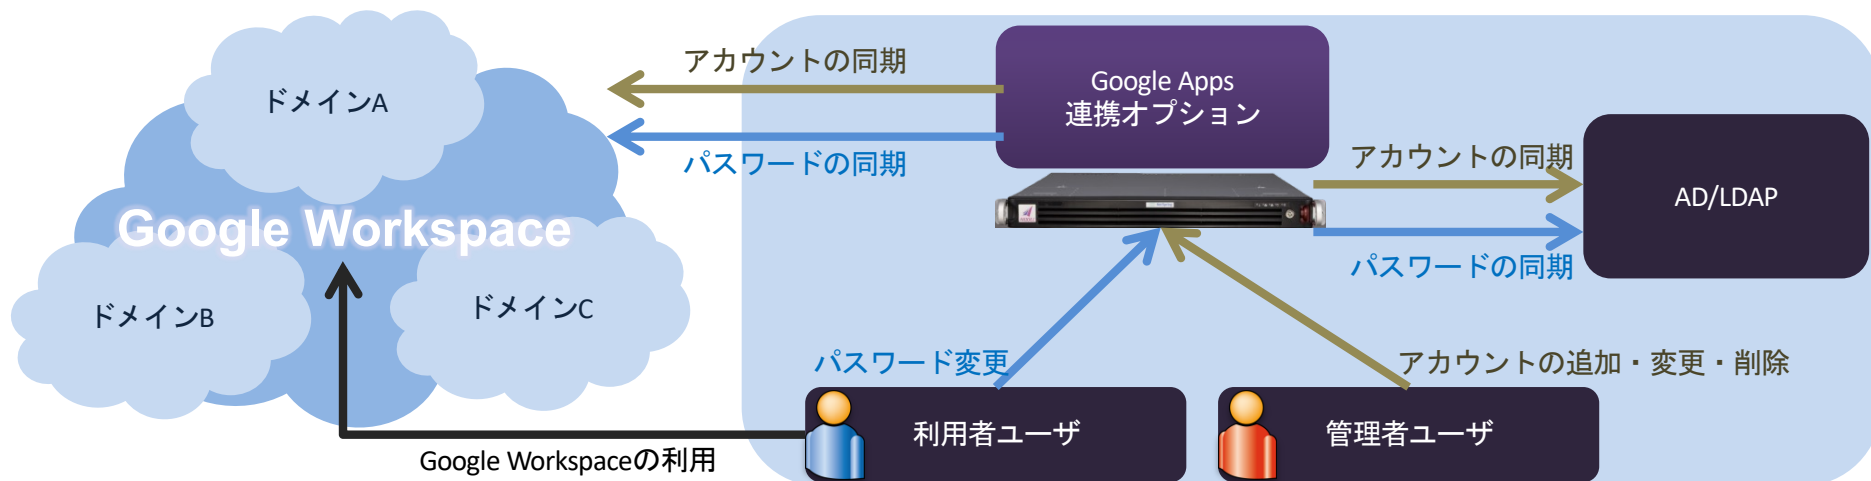 アカウントの同期
Google Apps
連携オプション
ドメインA
パスワードの同期
アカウントの同期
AD/LDAP
Google Workspace
パスワードの同期
ドメインB
ドメインC
パスワード変更
アカウントの追加・変更・削除
利用者ユーザ
管理者ユーザ
Google Workspaceの利用